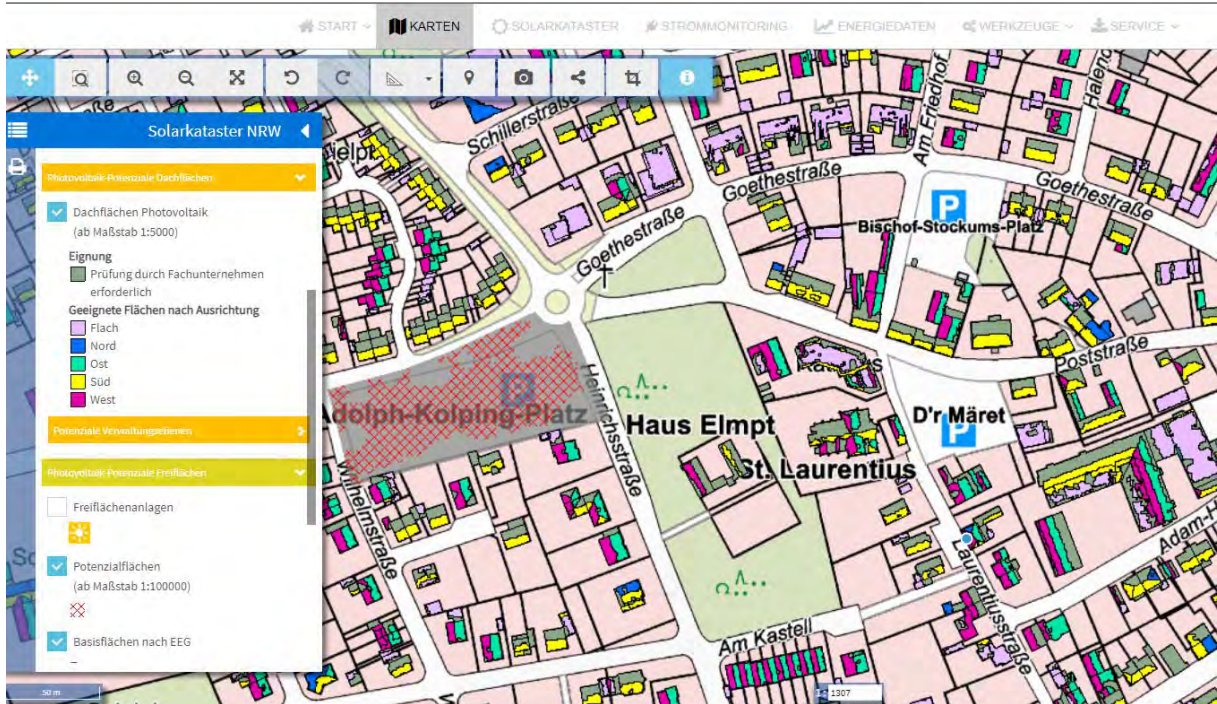 START
KARTEN
SOLARKATASTER
STROMMONITORING
ENERGIEDATEN
WERKZEUGE
SERVICE
Solarkataster NRW
Photovoltaik-Potenziale Dachflächen
Dachflächen Photovoltaik
(ab Maßstab 1:5000)
Eignung
Prüfung durch Fachunternehmen
erforderlich
Geeignete Flächen nach Ausrichtung
Flach
Nord
Ost
Süd
West
Potenziale Verwaltungsebenen
Photovoltaik-Potenziale Freiflächen
Freiflächenanlagen
Potenzialflächen
(ab Maßstab 1:100000)
Basisflächen nach EEG
50 m
Schillerstraße
Goethestraße
Goethestraße
Goethestraße
Am Friedhof
P
Bischof-Stockums-Platz
Poststraße
Adolph-Kolping-Platz
Heinrichsstraße
Haus Elmpt
St. Laurentius
D'r Märet
P
Wilhelmstraße
Laurentiusstraße
Am Kastell
1307